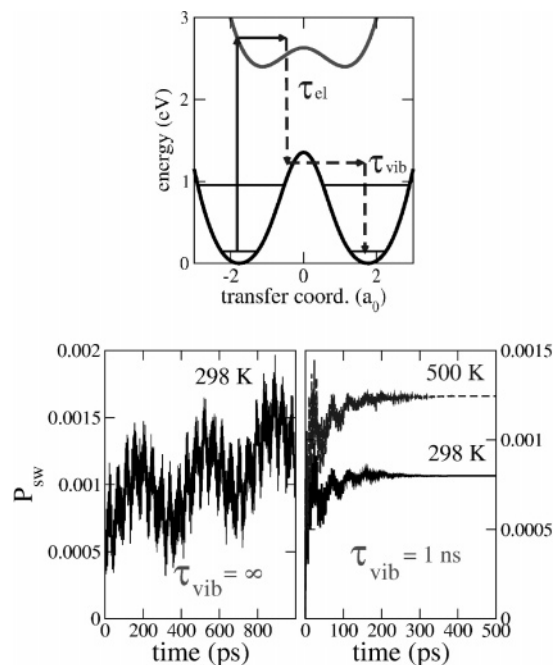 3
2
1
0
energy (eV)
τel
τvib
-2 0 2
transfer coord. (a0)
0.002
0.0015
0.001
0.0005
0
Psw
298 K
τvib = ∞
0 200 400 600 800
time (ps)
500 K
298 K
τvib = 1 ns
0.0015
0.001
0.0005
0
0 100 200 300 400 500
time (ps)